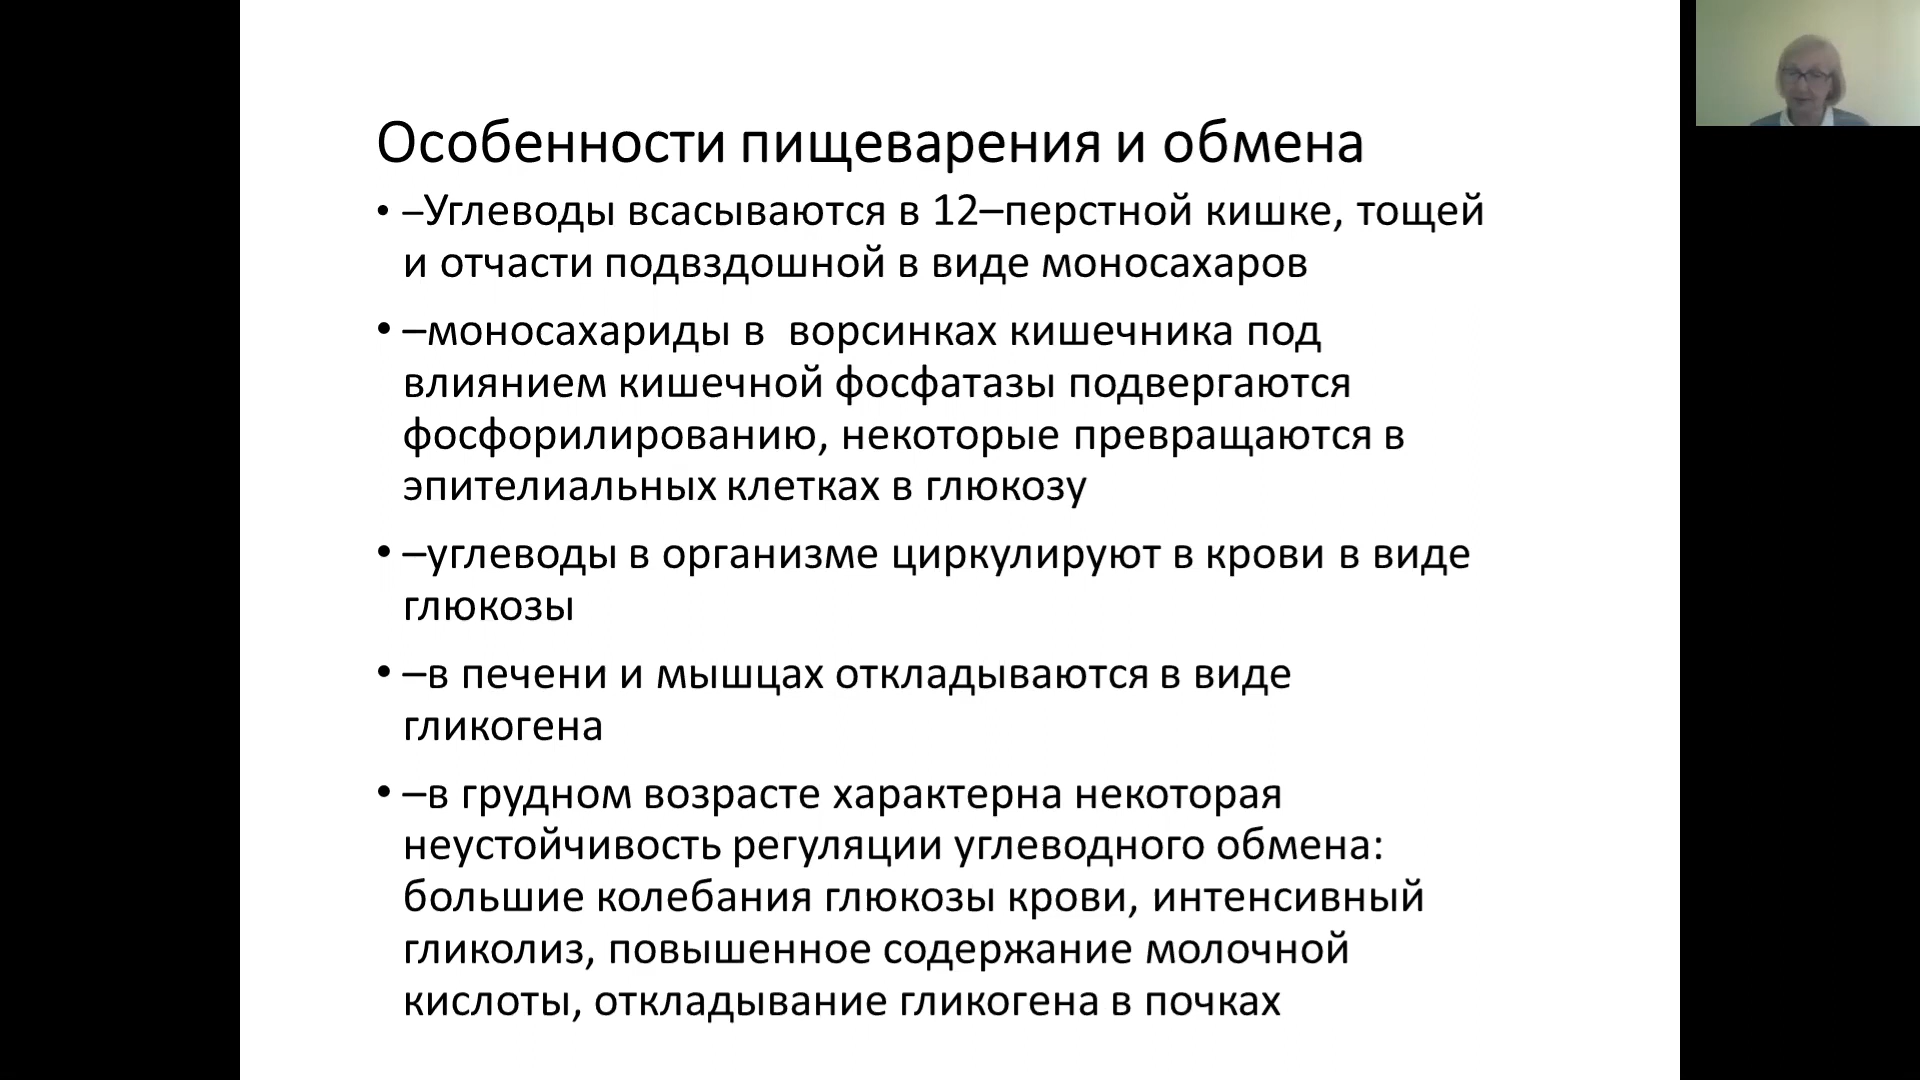 Особенности пищеварения и обмена
• –Углеводы всасываются в 12–перстной кишке, тощей
и отчасти подвздошной в виде моносахаров
• –моносахариды в  ворсинках кишечника под
влиянием кишечной фосфатазы подвергаются
фосфорилированию, некоторые превращаются в
эпителиальных клетках в глюкозу
• –углеводы в организме циркулируют в крови в виде
глюкозы
• –в печени и мышцах откладываются в виде
гликогена
• –в грудном возрасте характерна некоторая
неустойчивость регуляции углеводного обмена:
большие колебания глюкозы крови, интенсивный
гликолиз, повышенное содержание молочной
кислоты, откладывание гликогена в почках